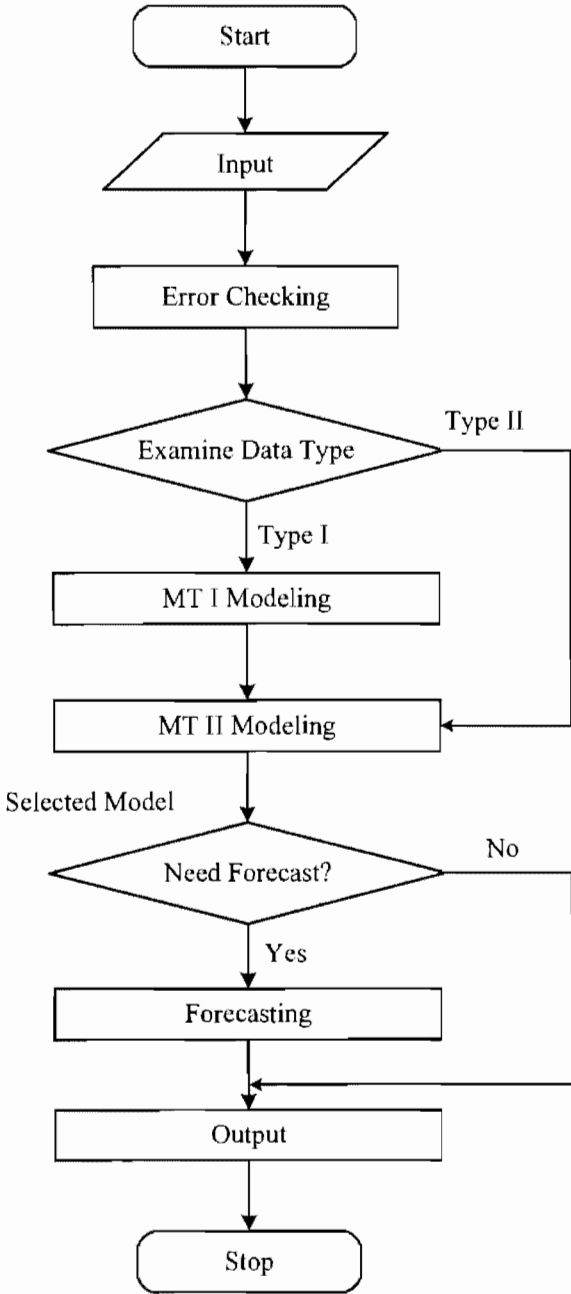 Start
Input
Error Checking
Examine Data Type
Type II
Type I
MT I Modeling
MT II Modeling
Selected Model
Need Forecast?
No
Yes
Forecasting
Output
Stop